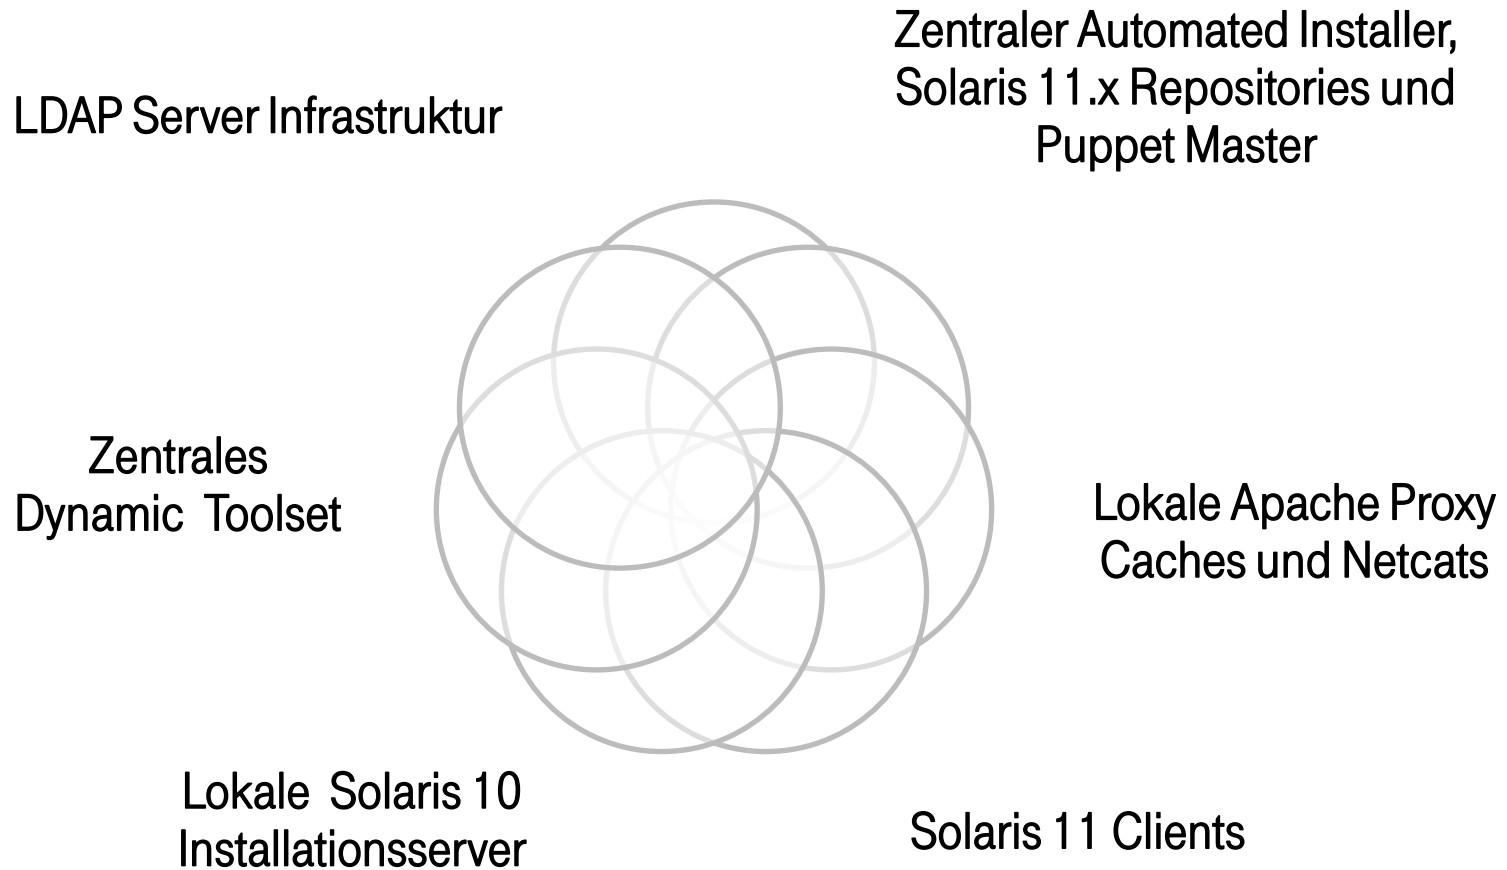 LDAP Server Infrastruktur
Zentraler Automated Installer,
Solaris 11.x Repositories und
Puppet Master
Zentrales
Dynamic Toolset
Lokale Apache Proxy
Caches und Netcats
Lokale Solaris 10
Installationsserver
Solaris 11 Clients